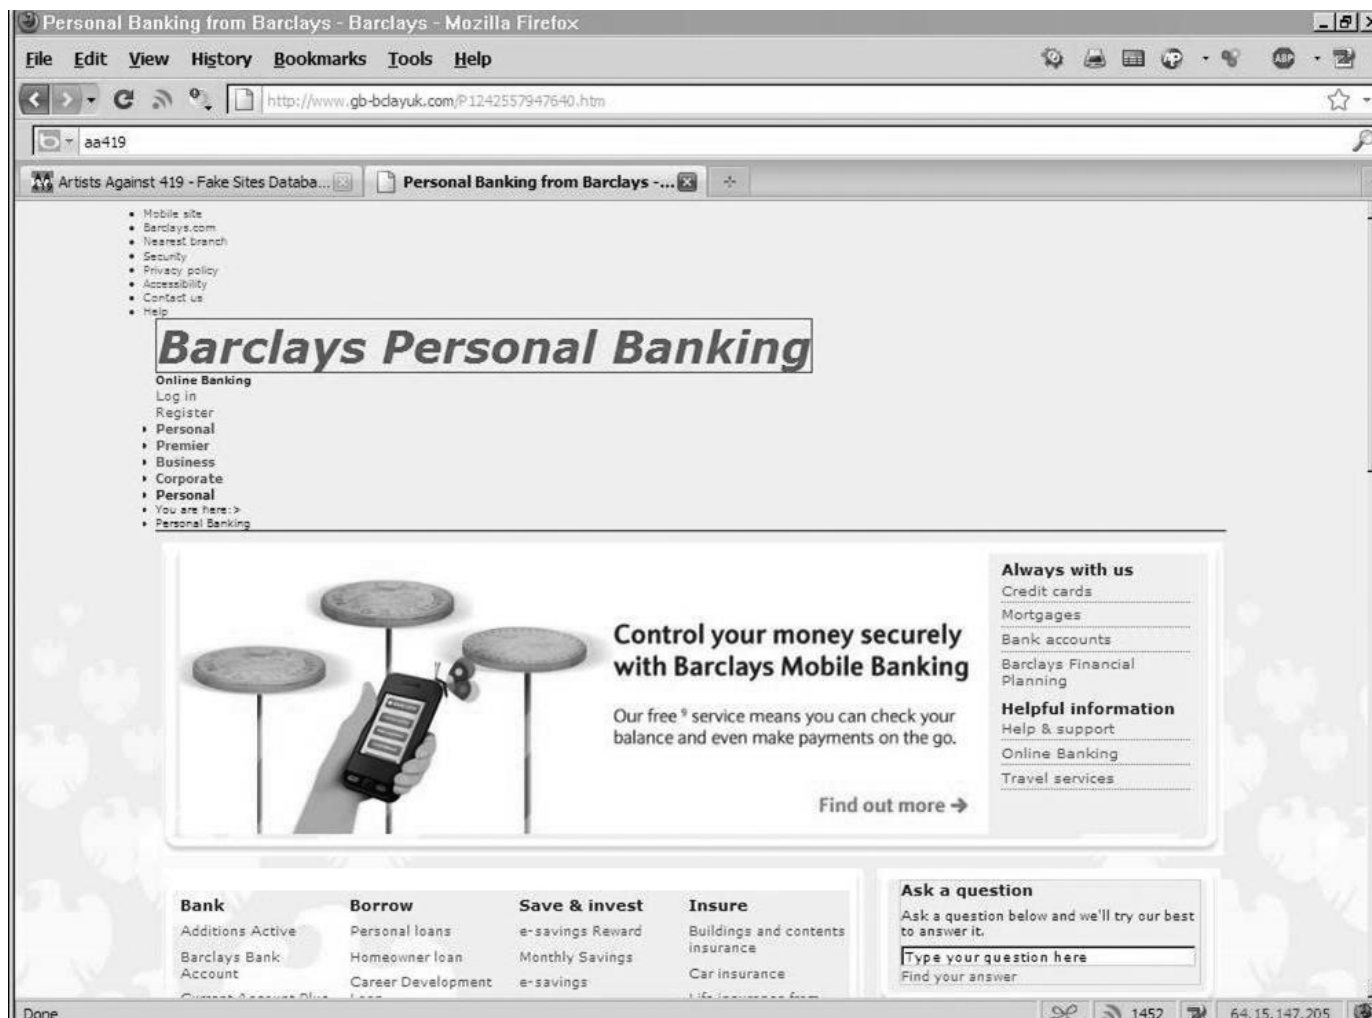 Personal Banking from Barclays - Barclays - Mozilla Firefox
File Edit View History Bookmarks Tools Help
http://www.gb-bclayuk.com/P1242557947640.htm
aa419
Artists Against 419 - Fake Sites Databa...
Personal Banking from Barclays -...
Mobile site
Barclays.com
Nearest branch
Security
Privacy policy
Accessibility
Contact us
Help
Barclays Personal Banking
Online Banking
Log in
Register
Personal
Premier
Business
Corporate
Personal
You are here:>
Personal Banking
Control your money securely
with Barclays Mobile Banking
Our free 9 service means you can check your
balance and even make payments on the go.
Find out more →
Always with us
Credit cards
Mortgages
Bank accounts
Barclays Financial
Planning
Helpful information
Help & support
Online Banking
Travel services
Bank
Additions Active
Barclays Bank
Account
Current Account Plus
Borrow
Personal loans
Homeowner loan
Career Development
Loan
Save & invest
e-savings Reward
Monthly Savings
e-savings
Insure
Buildings and contents
insurance
Car insurance
Life insurance from
Ask a question
Ask a question below and we'll try our best
to answer it.
Type your question here
Find your answer
Done
1452
64.15.147.205